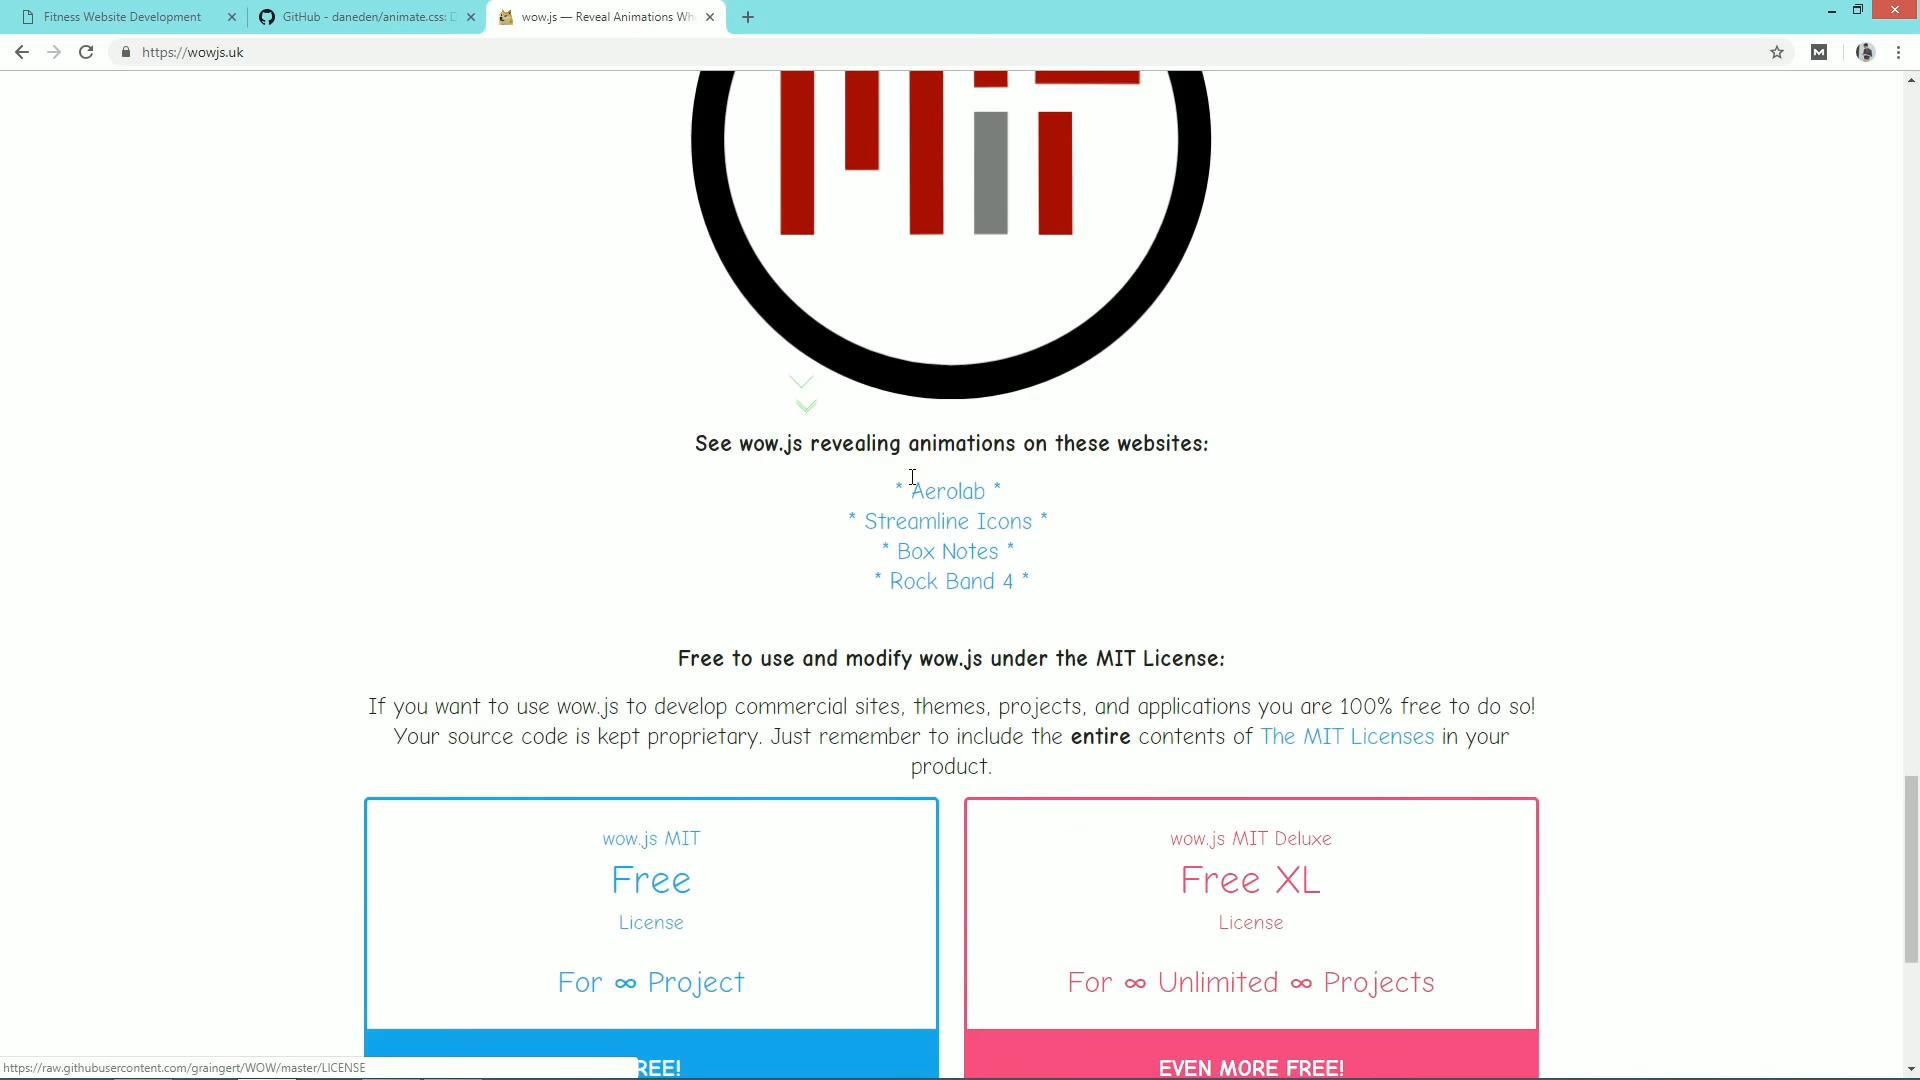 Fitness Website Development
GitHub - daneden/animate.css:
wow.js — Reveal Animations Wh
https://wowjs.uk
M
MiT
See wow.js revealing animations on these websites:
* Aerolab *
* Streamline Icons *
* Box Notes *
* Rock Band 4 *
Free to use and modify wow.js under the MIT License:
If you want to use wow.js to develop commercial sites, themes, projects, and applications you are 100% free to do so!
Your source code is kept proprietary. Just remember to include the entire contents of The MIT Licenses in your
product.
wow.js MIT
Free
License
For ∞ Project
REE!
wow.js MIT Deluxe
Free XL
License
For ∞ Unlimited ∞ Projects
EVEN MORE FREE!
https://raw.githubusercontent.com/graingert/WOW/master/LICENSE